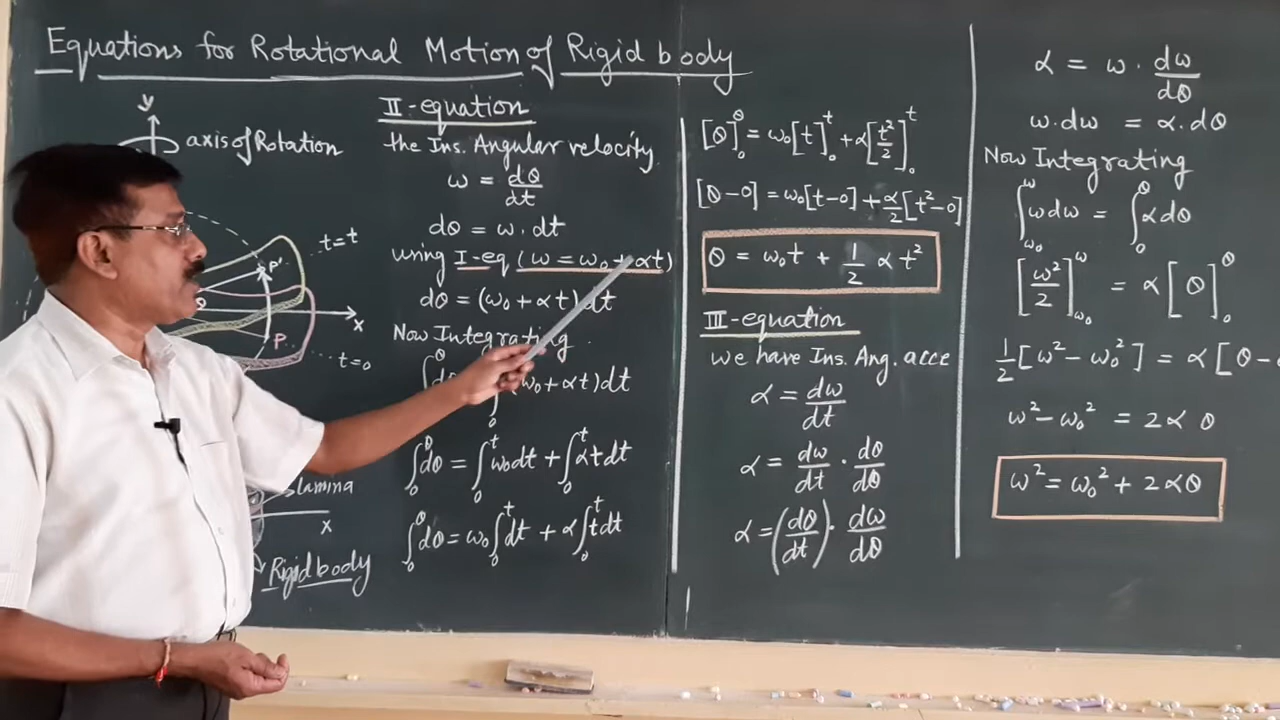 Equations for Rotational Motion of Rigid body
y
axis of Rotation
t=t
P'
x
P
t=0
lamina
x
Rigid body
II-equation
the Ins. Angular velocity
ω = dθ/dt
dθ = ω.dt
using I-eq (ω = ω₀ + αt)
dθ = (ω₀ + αt) dt
Now Integrating
ω₀ + αt) dt
∫₀^θ dθ = ∫₀^t ω₀dt + ∫₀^t αt dt
∫₀^θ dθ = ω₀∫₀^t dt + α∫₀^t t dt
[θ]₀^θ = ω₀[t]₀^t + α[t²/2]₀^t
[θ-0] = ω₀[t-0] + α/2[t²-0]
θ = ω₀t + 1/2 αt²
III-equation
we have Ins. Ang. acce
α = dω/dt
α = dω/dt . dθ/dθ
α = (dθ/dt) . dω/dθ
α = ω . dω/dθ
ω.dω = α.dθ
Now Integrating
∫_ω₀^ω ωdω = ∫₀^θ αdθ
[ω²/2]_ω₀^ω = α[θ]₀^θ
1/2[ω²-ω₀²] = α[θ-
ω²-ω₀² = 2αθ
ω² = ω₀² + 2αθ